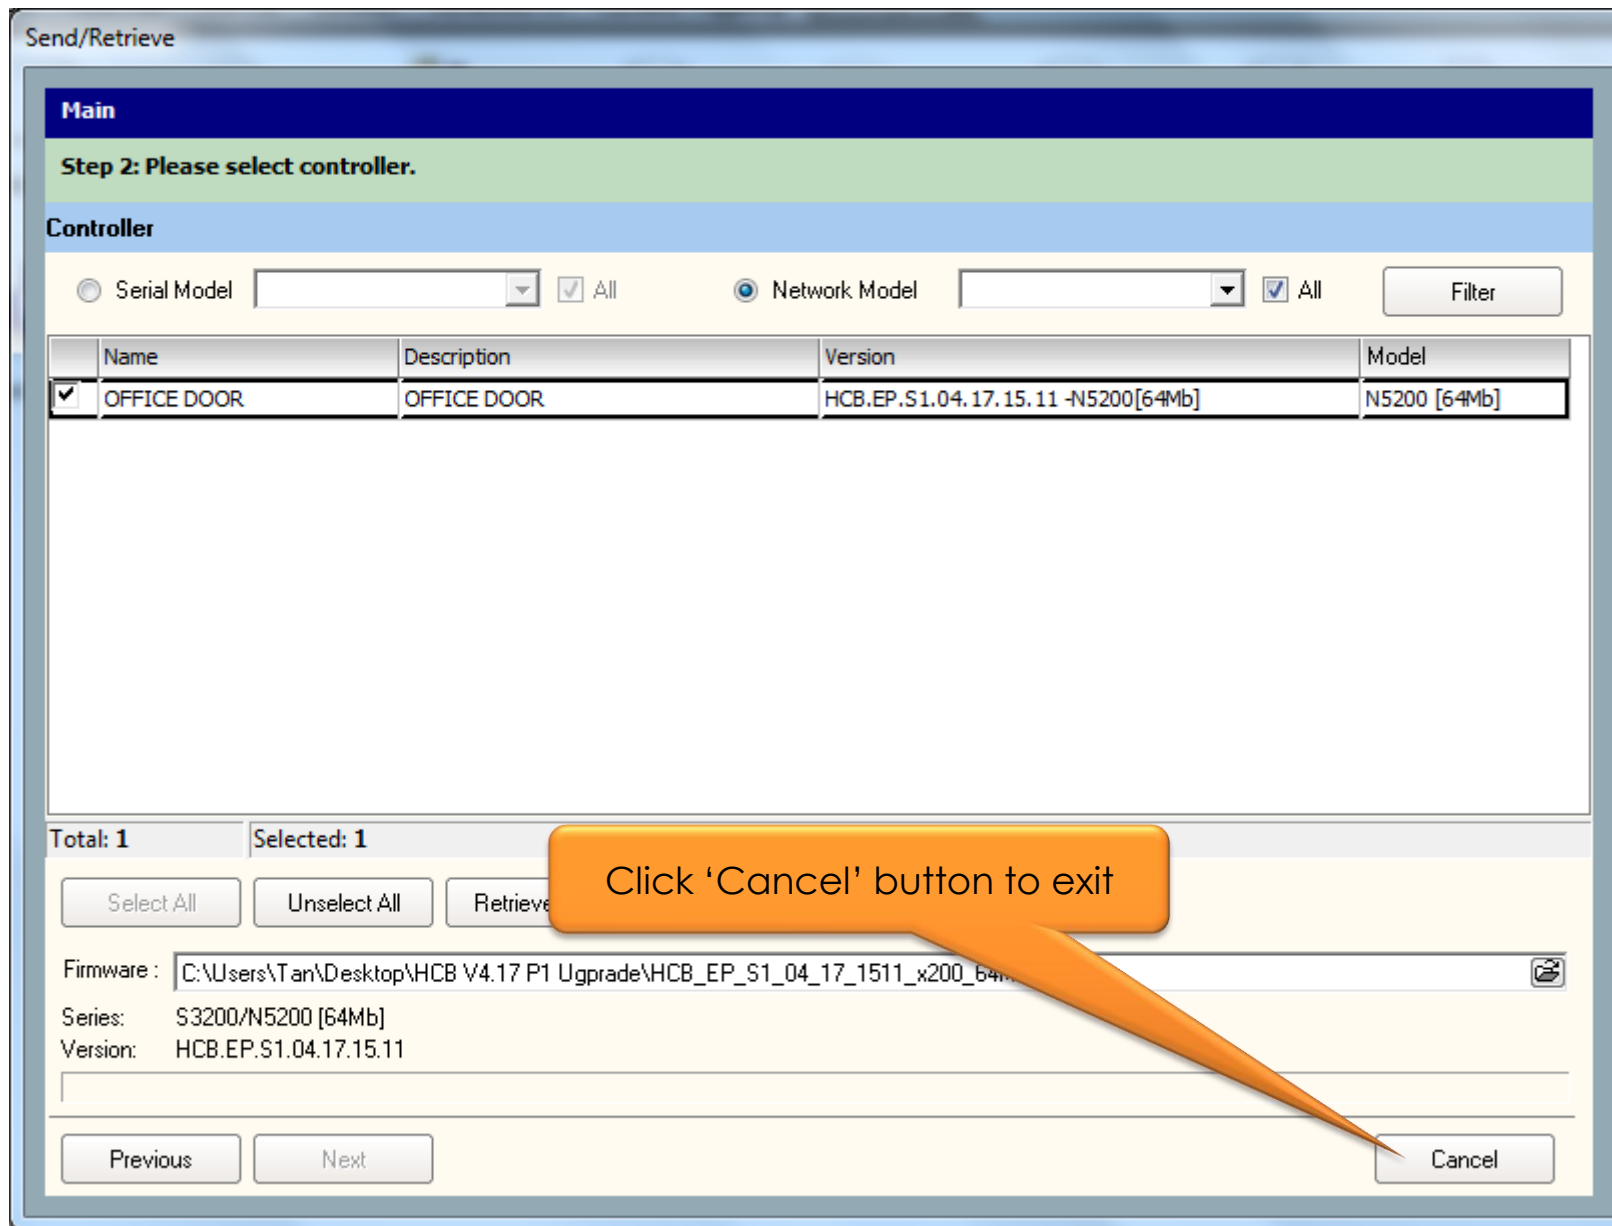 Send/Retrieve
Main
Step 2: Please select controller.
Controller
Serial Model All Network Model All Filter
Name Description Version Model
OFFICE DOOR OFFICE DOOR HCB.EP.S1.04.17.15.11 -N5200[64Mb] N5200 [64Mb]
Total: 1 Selected: 1
Click ‘Cancel’ button to exit
Select All Unselect All Retrieve
Firmware : C:\Users\Tan\Desktop\HCB V4.17 P1 Ugprade\HCB_EP_S1_04_17_1511_x200_64M
Series: S3200/N5200 [64Mb]
Version: HCB.EP.S1.04.17.15.11
Previous Next Cancel